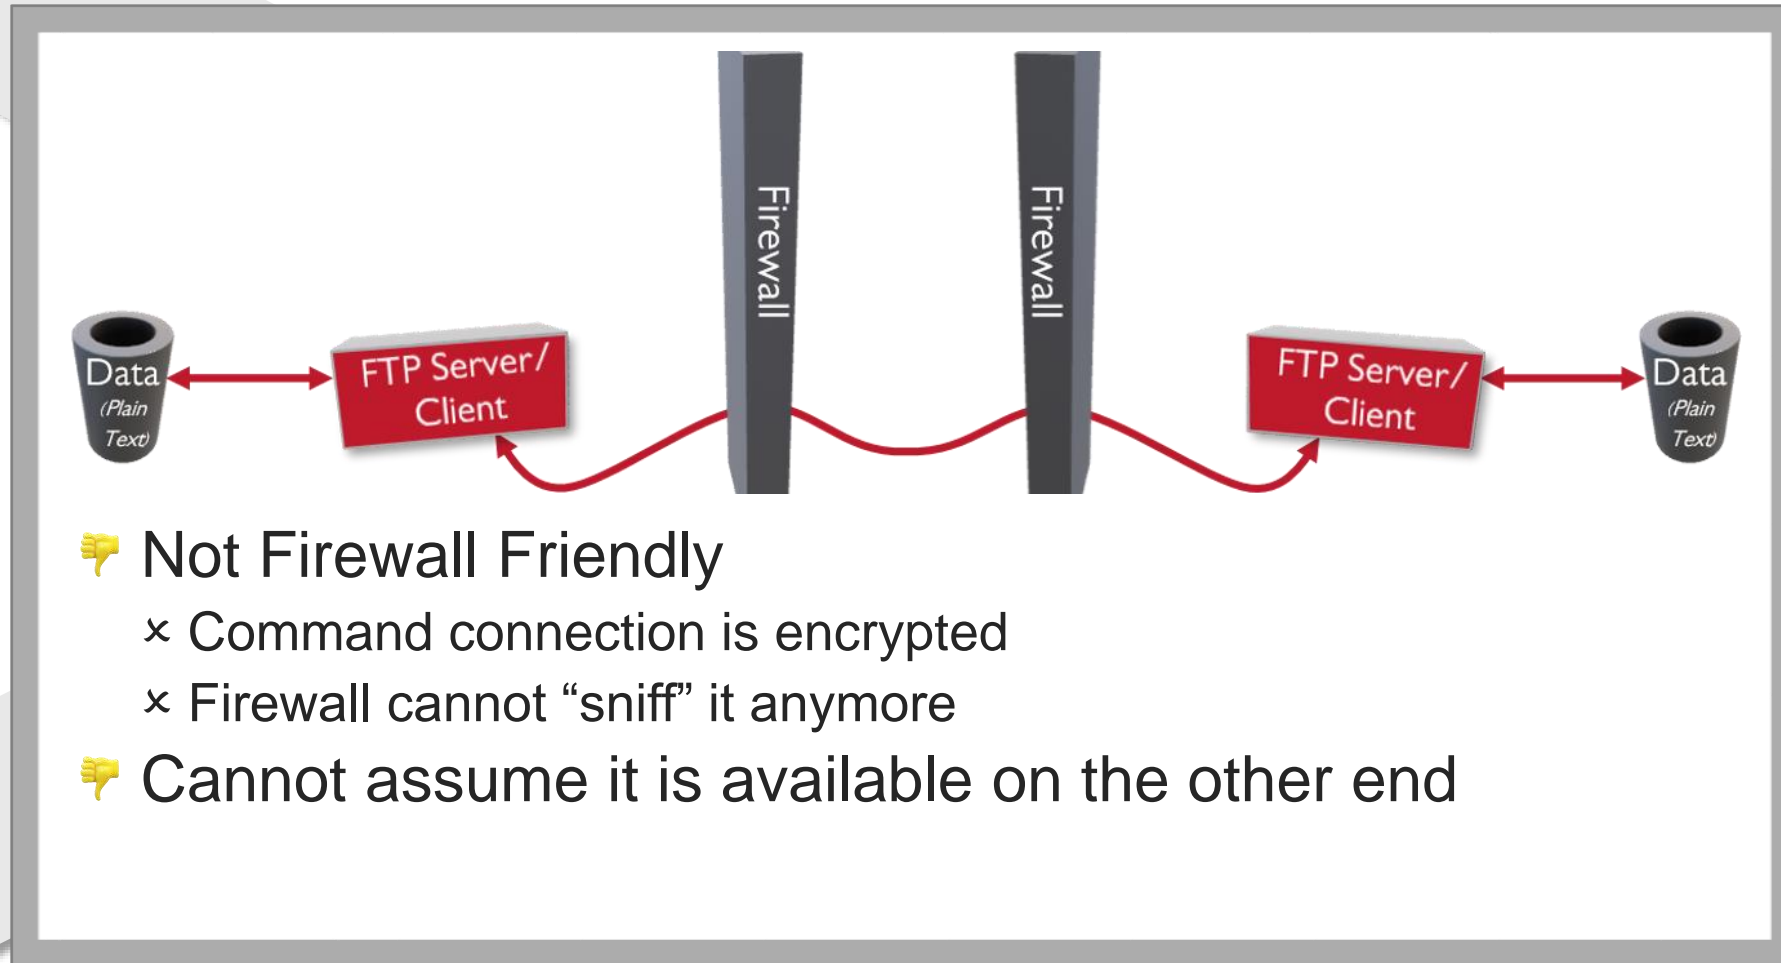 Firewall
Firewall
Data
(Plain
Text)
FTP Server/
Client
FTP Server/
Client
Data
(Plain
Text)
Not Firewall Friendly
× Command connection is encrypted
× Firewall cannot “sniff” it anymore
Cannot assume it is available on the other end